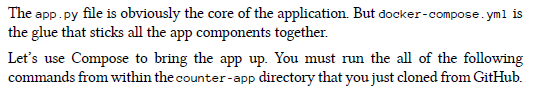 The app.py file is obviously the core of the application. But docker-compose.yml is
the glue that sticks all the app components together.
Let's use Compose to bring the app up. You must run the all of the following
commands from within the counter-app directory that you just cloned from GitHub.